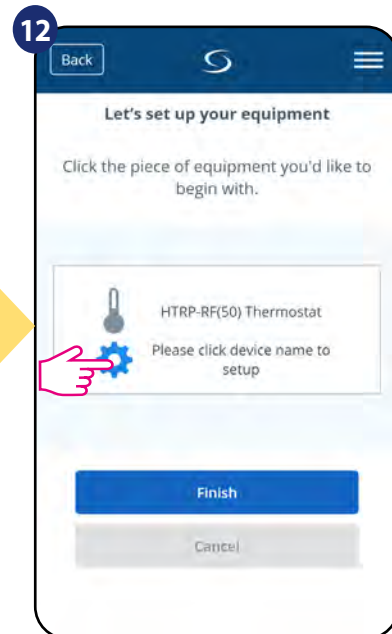 12
Back
Let's set up your equipment
Click the piece of equipment you'd like to
begin with.
HTRP-RF(50) Thermostat
Please click device name to
setup
Finish
Cancel